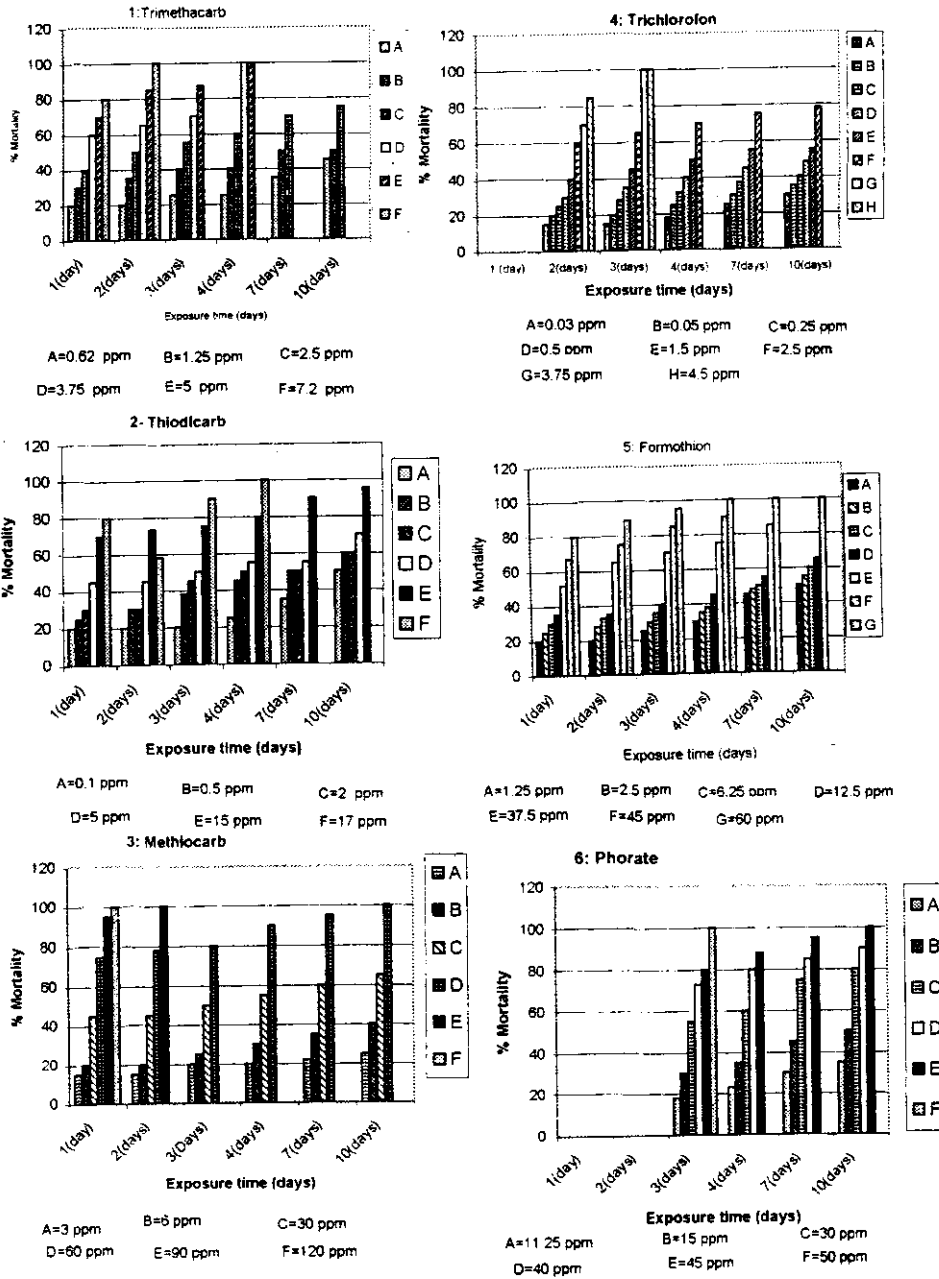 1:Trimethacarb
120
100
80
60
40
20
0
% Mortality
A
B
C
D
E
F
1(day)
2(days)
3(days)
4(days)
7(days)
10(days)
Exposure time (days)
A=0.62 ppm B=1.25 ppm C=2.5 ppm
D=3.75 ppm E=5 ppm F=7.2 ppm
2- Thiodicarb
120
100
80
60
40
20
0
% Mortality
A
B
C
D
E
F
1(day)
2(days)
3(days)
4(days)
7(days)
10(days)
Exposure time (days)
A=0.1 ppm B=0.5 ppm C=2 ppm
D=5 ppm E=15 ppm F=17 ppm
3: Methiocarb
120
100
80
60
40
20
0
% Mortality
A
B
C
D
E
F
1(day)
2(days)
3(Days)
4(days)
7(days)
10(days)
Exposure time (days)
A=3 ppm B=6 ppm C=30 ppm
D=60 ppm E=90 ppm F=120 ppm
4: Trichlorofon
120
100
80
60
40
20
0
% Mortality
A
B
C
D
E
F
G
H
1 (day)
2(days)
3(days)
4(days)
7(days)
10(days)
Exposure time (days)
A=0.03 ppm B=0.05 ppm C=0.25 ppm
D=0.5 ppm E=1.5 ppm F=2.5 ppm
G=3.75 ppm H=4.5 ppm
5: Formothion
120
100
80
60
40
20
0
% Mortality
A
B
C
D
E
F
G
1(day)
2(days)
3(days)
4(days)
7(days)
10(days)
Exposure time (days)
A=1.25 ppm B=2.5 ppm C=6.25 ppm D=12.5 ppm
E=37.5 ppm F=45 ppm G=60 ppm
6: Phorate
120
100
80
60
40
20
0
% Mortality
A
B
C
D
E
F
1(day)
2(day)
3(days)
4(days)
7(days)
10(days)
Exposure time (days)
A=11.25 ppm B=15 ppm C=30 ppm
D=40 ppm E=45 ppm F=50 ppm